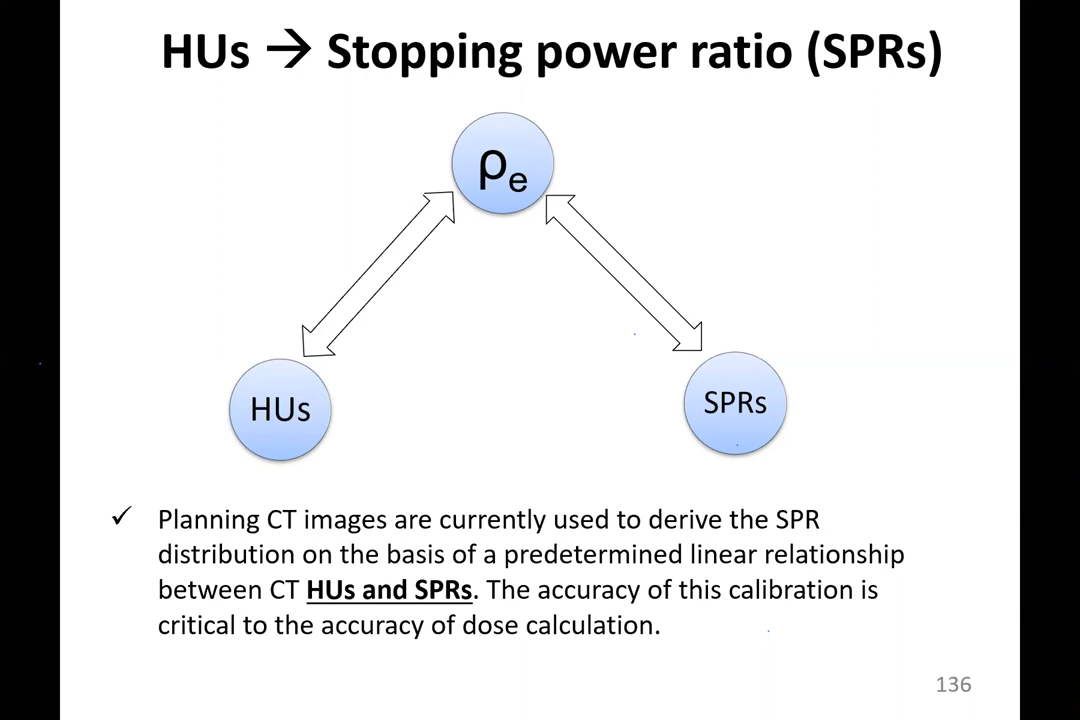 HUs → Stopping power ratio (SPRs)
ρe
HUs
SPRs
✓ Planning CT images are currently used to derive the SPR
distribution on the basis of a predetermined linear relationship
between CT HUs and SPRs. The accuracy of this calibration is
critical to the accuracy of dose calculation.
136